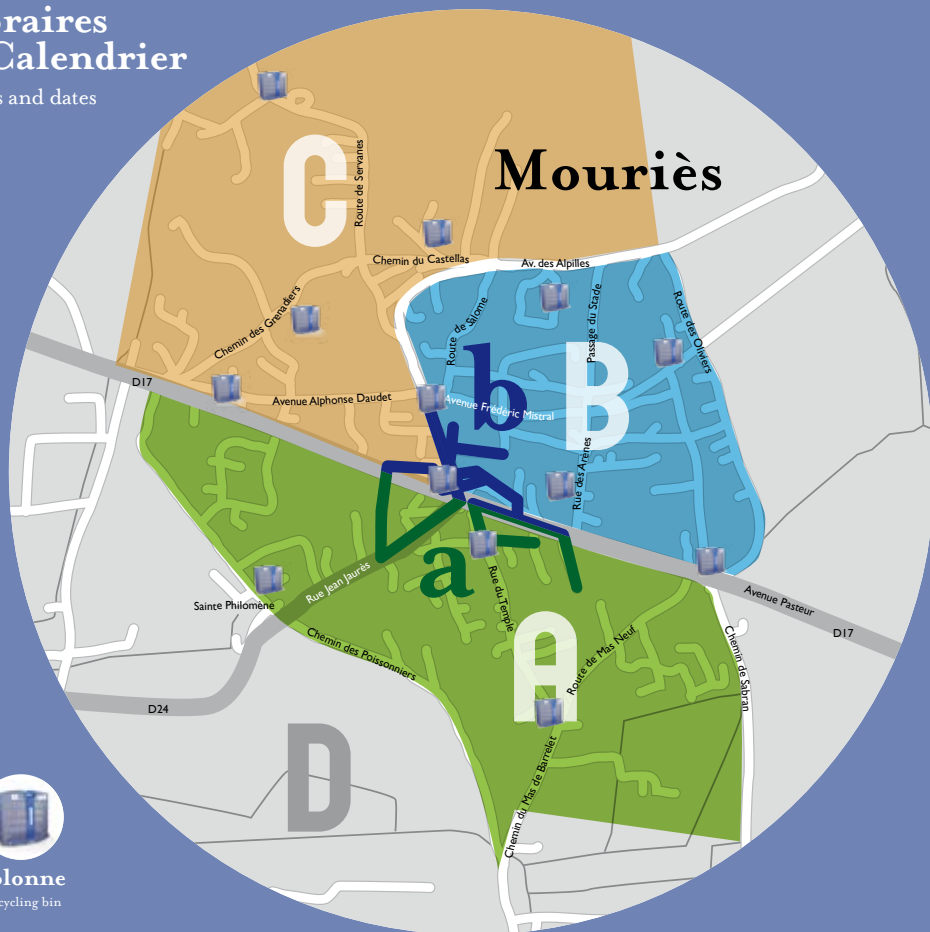 raires
Calendrier
s and dates
Mouriès
C
Route de Servanes
Chemin du Castellas
Av. des Alpilles
Chemin des Grenadiers
Route de Salome
Passage du Stade
Route des Oliviers
b
B
D17
Avenue Alphonse Daudet
Avenue Frédéric Mistral
Rue des Arènes
a
Rue Jean Jaurès
Rue du Temple
Sainte Philomène
Avenue Pasteur
D17
A
Chemin des Poissonniers
Route de Mas Neuf
Chemin de Sabran
D24
D
Chemin du Mas de Barrelet
lonne
cycling bin